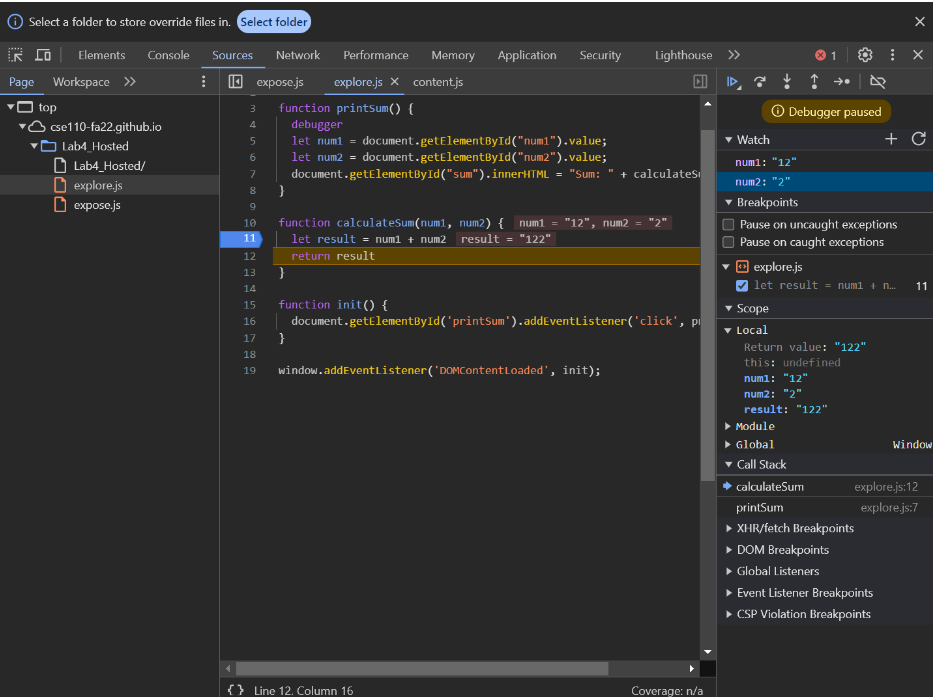 Select a folder to store override files in. Select folder
Elements Console Sources Network Performance Memory Application Security Lighthouse 1
Page Workspace
top
cse110-fa22.github.io
Lab4_Hosted
Lab4_Hosted/
explore.js
expose.js
expose.js explore.js content.js
3 function printSum() {
4 debugger
5 let num1 = document.getElementById("num1").value;
6 let num2 = document.getElementById("num2").value;
7 document.getElementById("sum").innerHTML = "Sum: " + calculateSu
8 }
9
10 function calculateSum(num1, num2) { num1 = "12", num2 = "2"
11 let result = num1 + num2 result = "122"
12 return result
13 }
14
15 function init() {
16 document.getElementById('printSum').addEventListener('click', pr
17 }
18
19 window.addEventListener('DOMContentLoaded', init);
{ } Line 12, Column 16 Coverage: n/a
Debugger paused
Watch
num1: "12"
num2: "2"
Breakpoints
Pause on uncaught exceptions
Pause on caught exceptions
explore.js
let result = num1 + n… 11
Scope
Local
Return value: "122"
this: undefined
num1: "12"
num2: "2"
result: "122"
Module
Global Window
Call Stack
calculateSum explore.js:12
printSum explore.js:7
XHR/fetch Breakpoints
DOM Breakpoints
Global Listeners
Event Listener Breakpoints
CSP Violation Breakpoints